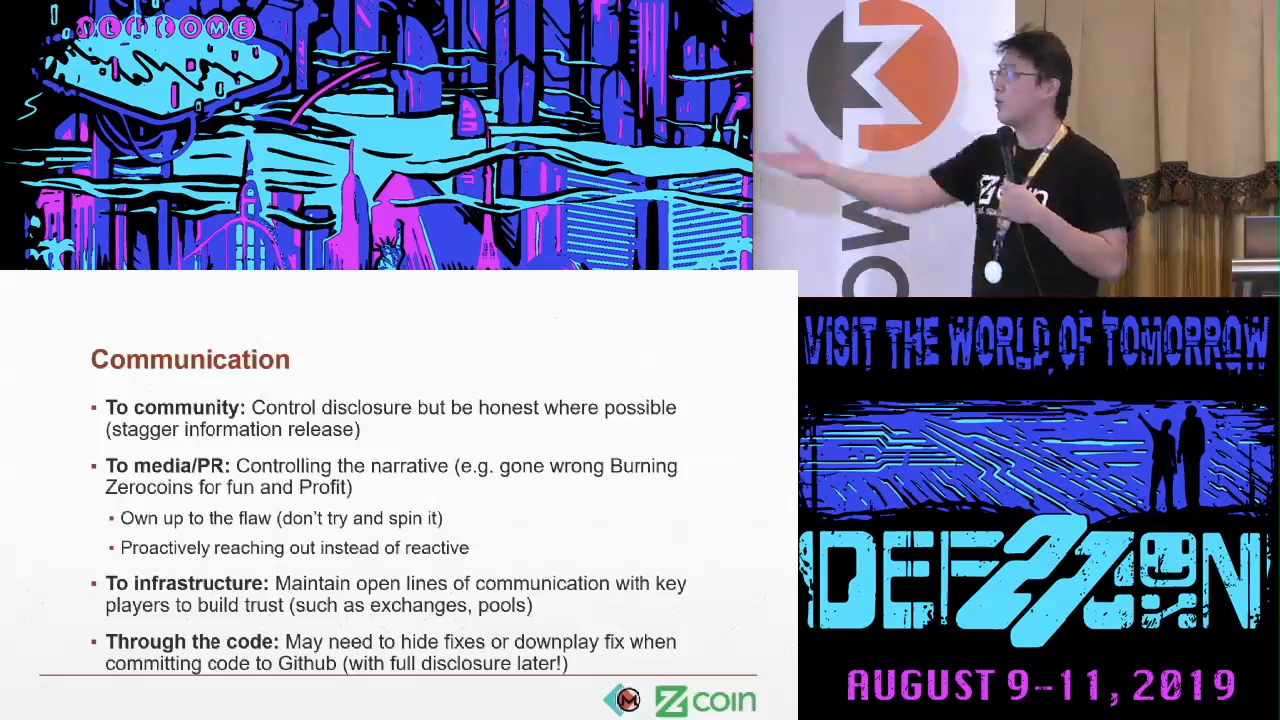 WELCOME
Zcoin
Communication
▪ To community: Control disclosure but be honest where possible
(stagger information release)
▪ To media/PR: Controlling the narrative (e.g. gone wrong Burning
Zerocoins for fun and Profit)
▪ Own up to the flaw (don't try and spin it)
▪ Proactively reaching out instead of reactive
▪ To infrastructure: Maintain open lines of communication with key
players to build trust (such as exchanges, pools)
▪ Through the code: May need to hide fixes or downplay fix when
committing code to Github (with full disclosure later!)
Zcoin
VISIT THE WORLD OF TOMORROW
DEF 27 CON
AUGUST 9-11, 2019